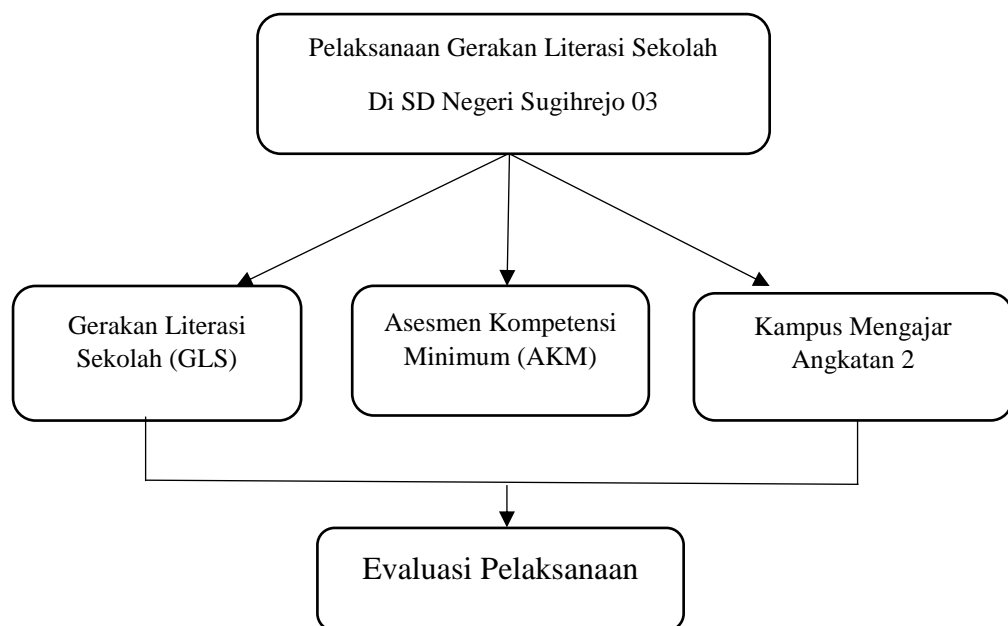 Pelaksanaan Gerakan Literasi Sekolah
Di SD Negeri Sugihrejo 03
Gerakan Literasi
Sekolah (GLS)
Asesmen Kompetensi
Minimum (AKM)
Kampus Mengajar
Angkatan 2
Evaluasi Pelaksanaan